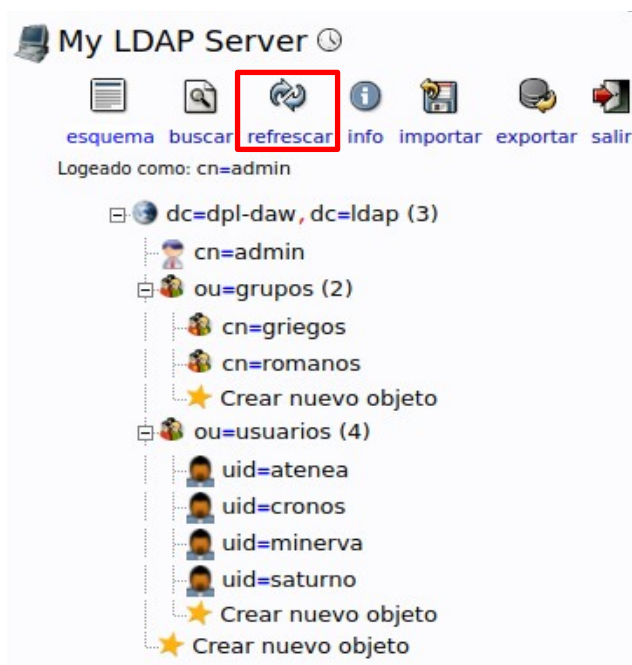 My LDAP Server
esquema buscar refrescar info importar exportar salir
Logeado como: cn=admin
dc=dpl-daw,dc=ldap (3)
cn=admin
ou=grupos (2)
cn=griegos
cn=romanos
Crear nuevo objeto
ou=usuarios (4)
uid=atenea
uid=cronos
uid=minerva
uid=saturno
Crear nuevo objeto
Crear nuevo objeto